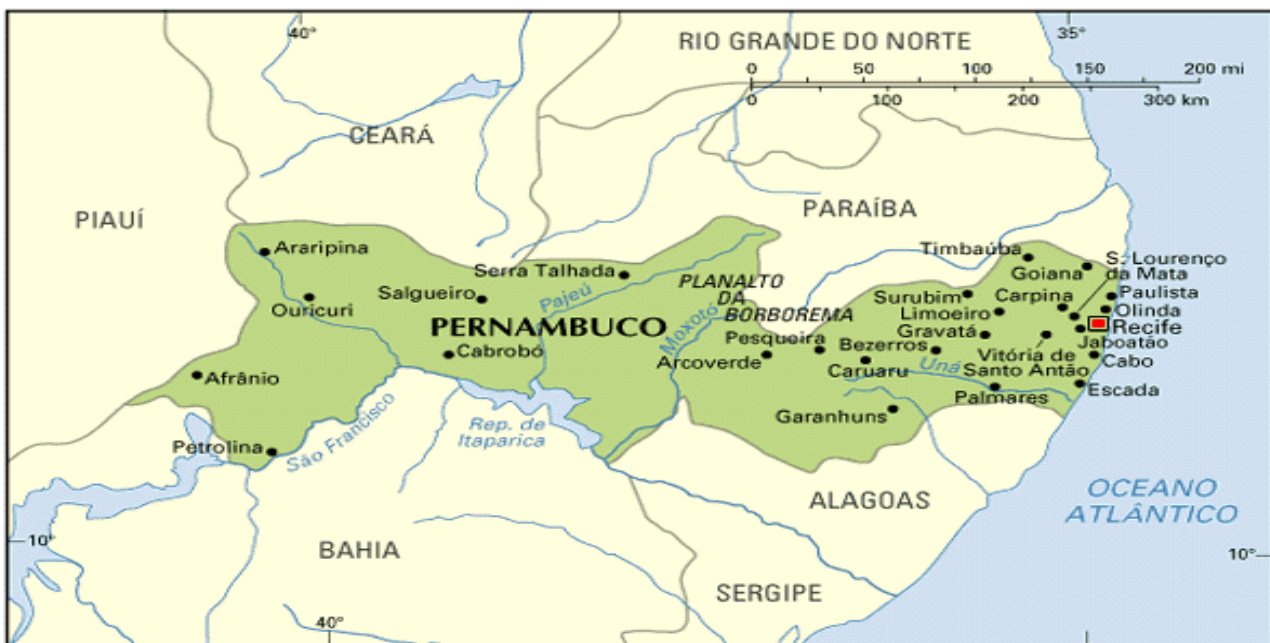 40°
35°
RIO GRANDE DO NORTE
0 50 100 150 200 mi
0 100 200 300 km
CEARÁ
PIAUÍ
PARAÍBA
Araripina
Timbaúba
S. Lourenço
da Mata
Goiana
Serra Talhada
PLANALTO
DA
BORBOREMA
Salgueiro
Pajeú
Surubim
Carpina
Paulista
Ouricuri
Limoeiro
Olinda
PERNAMBUCO
Moxotó
Gravatá
Recife
Pesqueira
Bezerros
Jaboatão
Cabrobó
Arcoverde
Caruaru
Vitória de
Santo Antão
Cabo
Afrânio
Uná
Palmares
Escada
Garanhuns
Petrolina
São Francisco
Rep. de
Itaparica
ALAGOAS
OCEANO
ATLÂNTICO
10°
BAHIA
10°
SERGIPE
40°